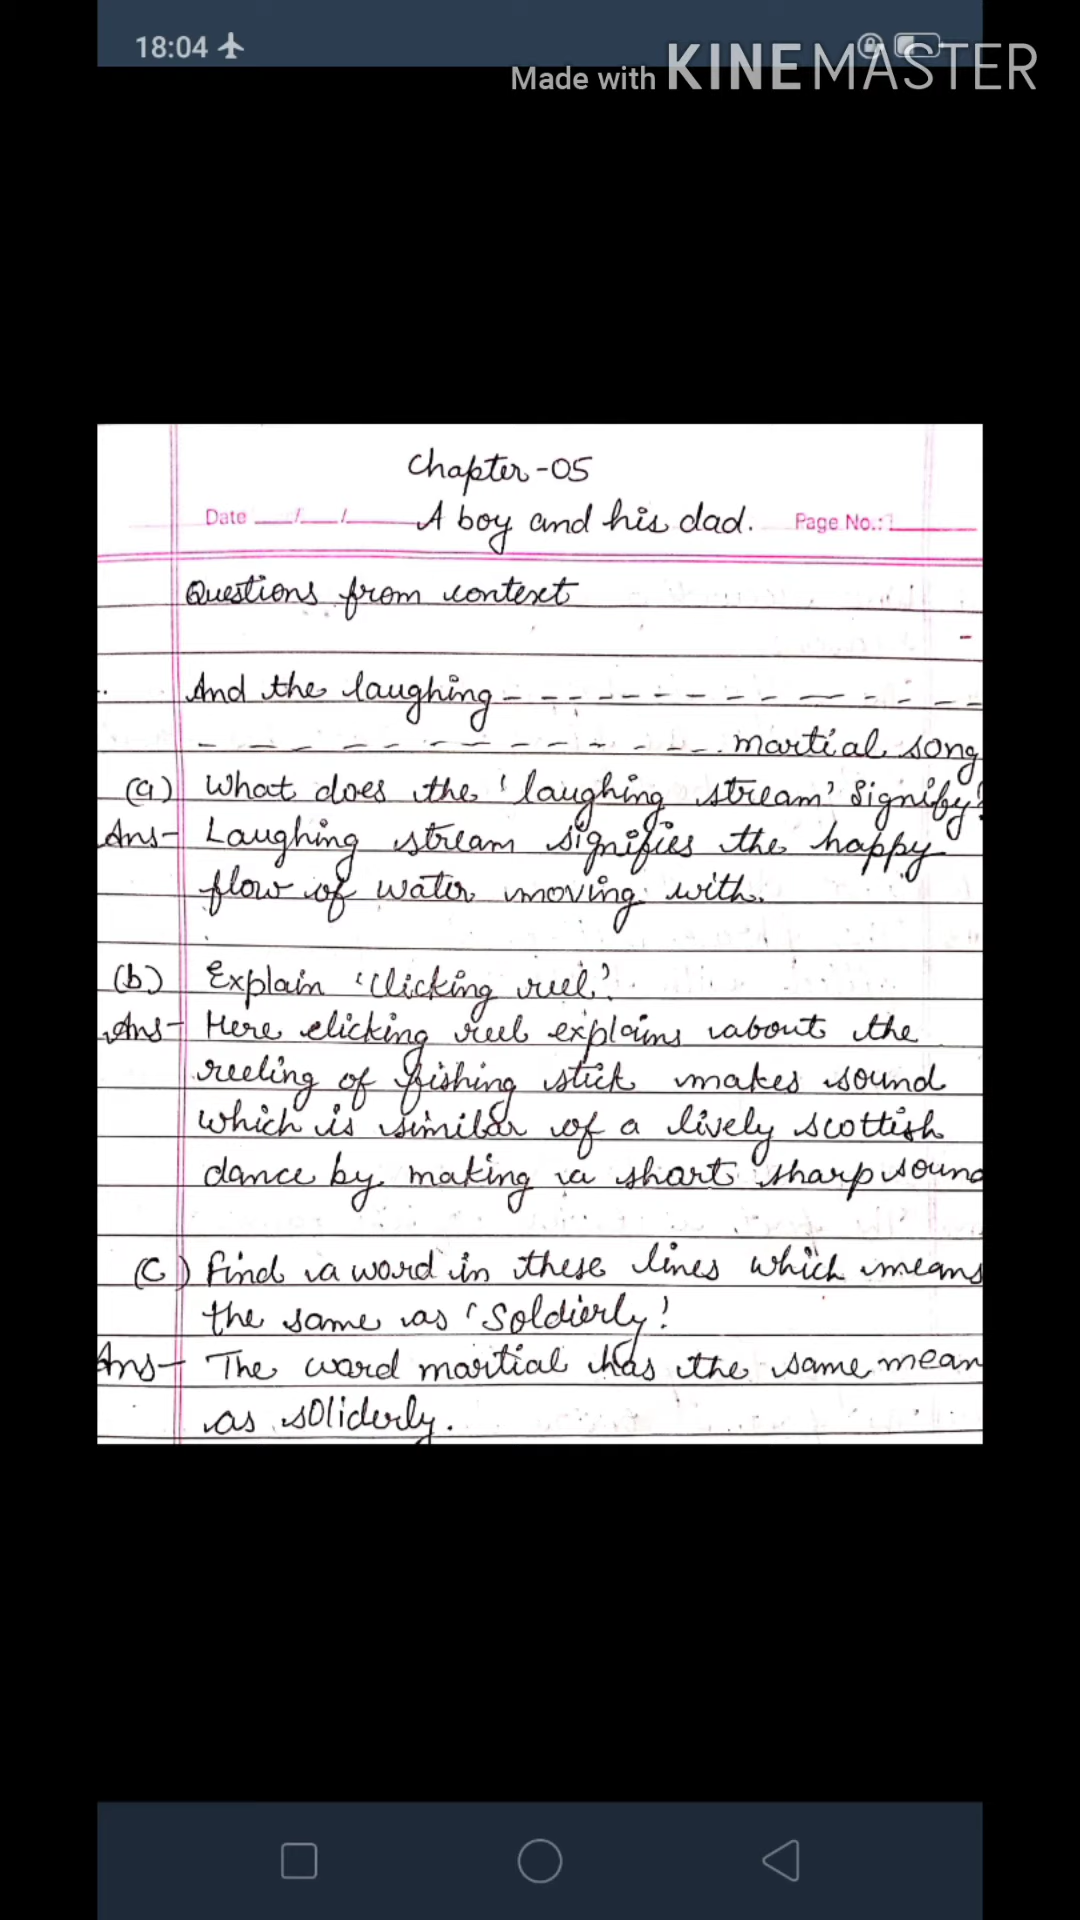 18:04
Made with KINEMASTER
Chapter-05
Date __/__/____ A boy and his dad. Page No.:
Questions from context
And the laughing - - - - - - - - - - - - - -
- - - - - - - - - - - - martial song
(a) What does the 'laughing stream' signify?
Ans- Laughing stream signifies the happy
flow of water moving with.
(b) Explain 'clicking reel'.
Ans- Here clicking reel explains about the
reeling of fishing stick makes sound
which is similar of a lively scottish
dance by making a short sharp sound
(c) Find a word in these lines which means
the same as 'Soldierly'.
Ans- The word martial has the same mean
as soliderly.